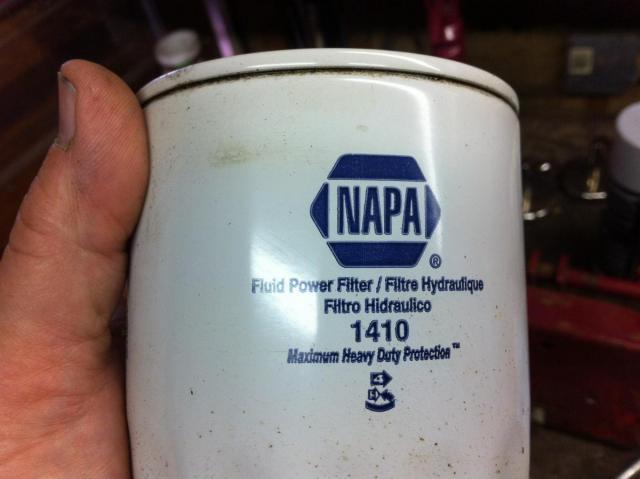 NAPA
®
Fluid Power Filter / Filtre Hydraulique
Filtro Hidraulico
1410
Maximum Heavy Duty Protection™